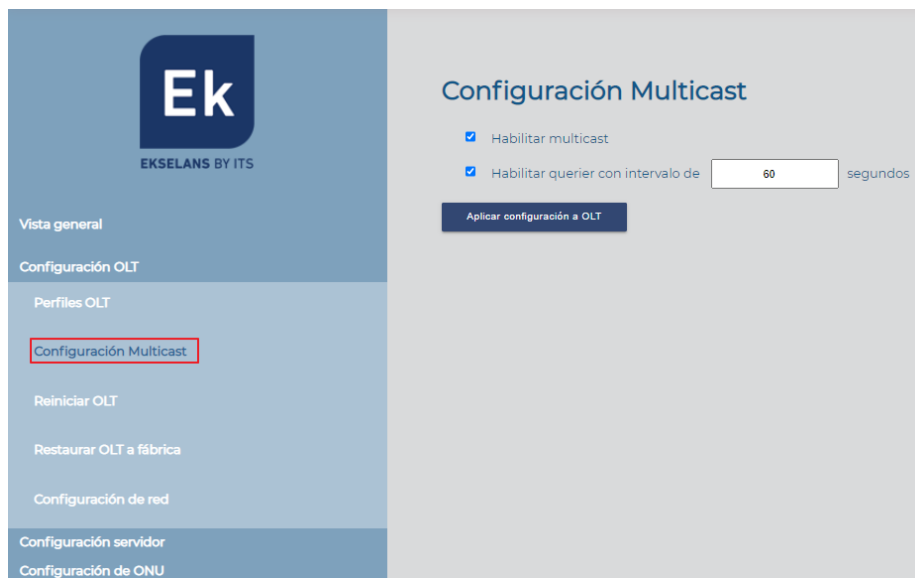 Ek
EKSELANS BY ITS
Vista general
Configuración OLT
Perfiles OLT
Configuración Multicast
Reiniciar OLT
Restaurar OLT a fábrica
Configuración de red
Configuración servidor
Configuración de ONU
Configuración Multicast
Habilitar multicast
Habilitar querier con intervalo de 60 segundos
Aplicar configuración a OLT